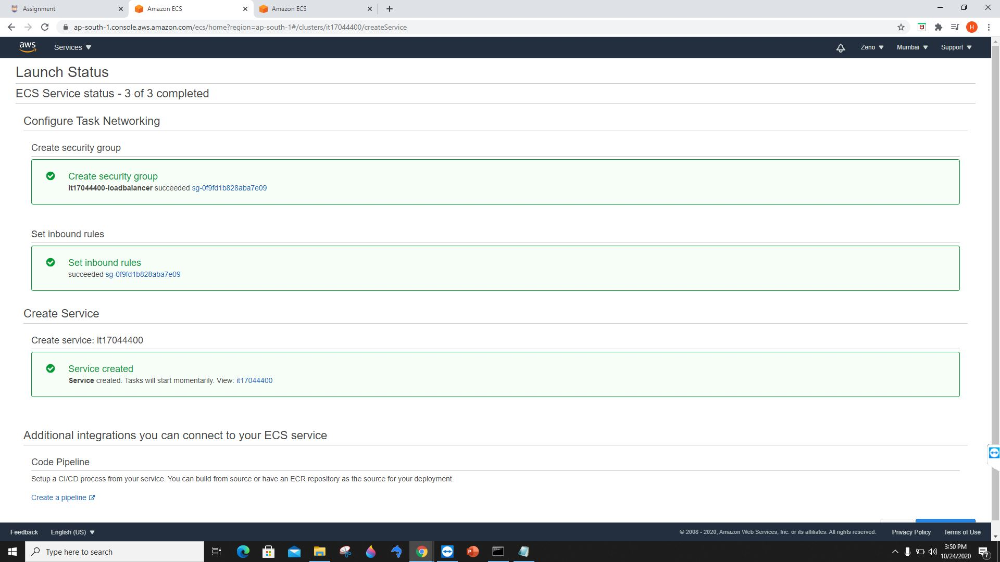 Assignment
Amazon ECS
Amazon ECS
ap-south-1.console.aws.amazon.com/ecs/home?region=ap-south-1#/clusters/it17044400/createService
H
aws
Services
Zeno
Mumbai
Support
Launch Status
ECS Service status - 3 of 3 completed
Configure Task Networking
Create security group
Create security group
it17044400-loadbalancer succeeded sg-0f9fd1b828aba7e09
Set inbound rules
Set inbound rules
succeeded sg-0f9fd1b828aba7e09
Create Service
Create service: it17044400
Service created
Service created. Tasks will start momentarily. View: it17044400
Additional integrations you can connect to your ECS service
Code Pipeline
Setup a CI/CD process from your service. You can build from source or have an ECR repository as the source for your deployment.
Create a pipeline
Feedback
English (US)
© 2008 - 2020, Amazon Web Services, Inc. or its affiliates. All rights reserved.
Privacy Policy
Terms of Use
Type here to search
3:50 PM
10/24/2020
7